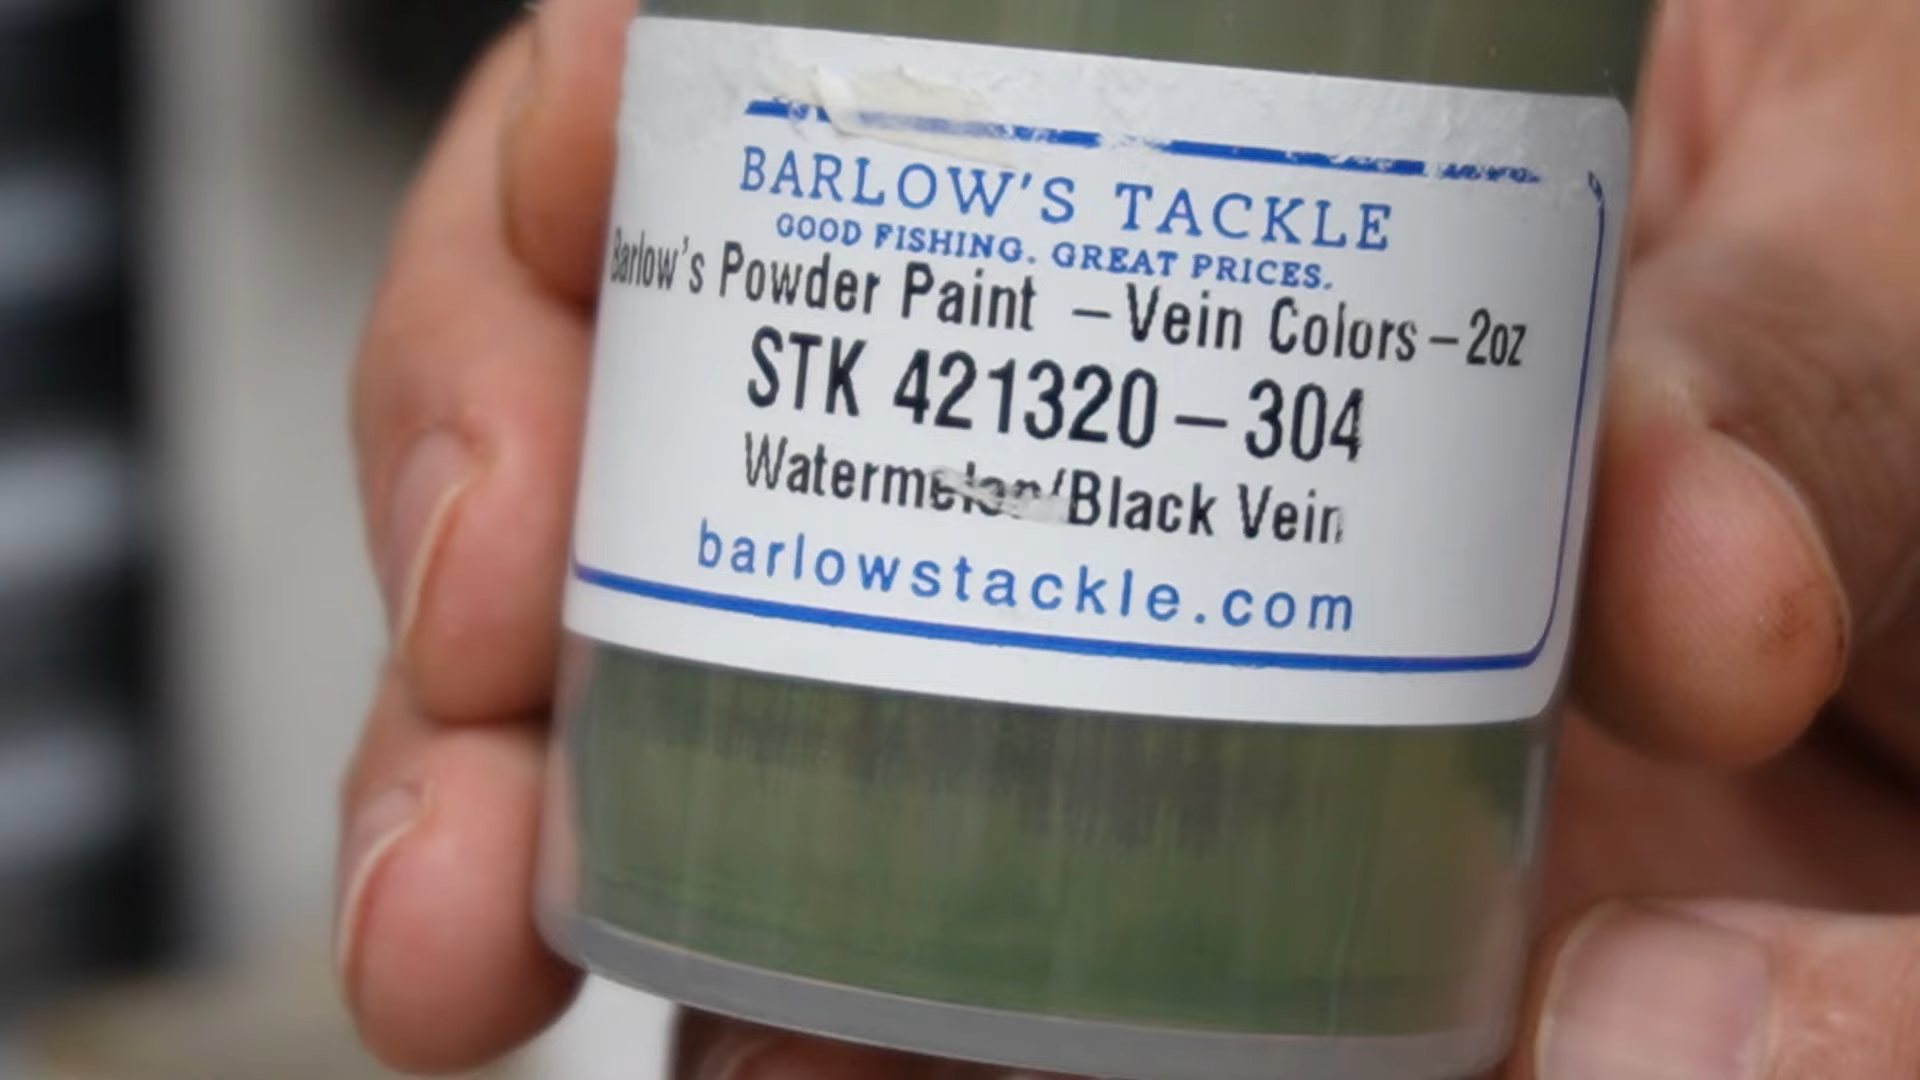 BARLOW'S TACKLE
GOOD FISHING. GREAT PRICES.
Barlow's Powder Paint – Vein Colors – 2oz
STK 421320 – 304
Watermelon/Black Vein
barlowstackle.com